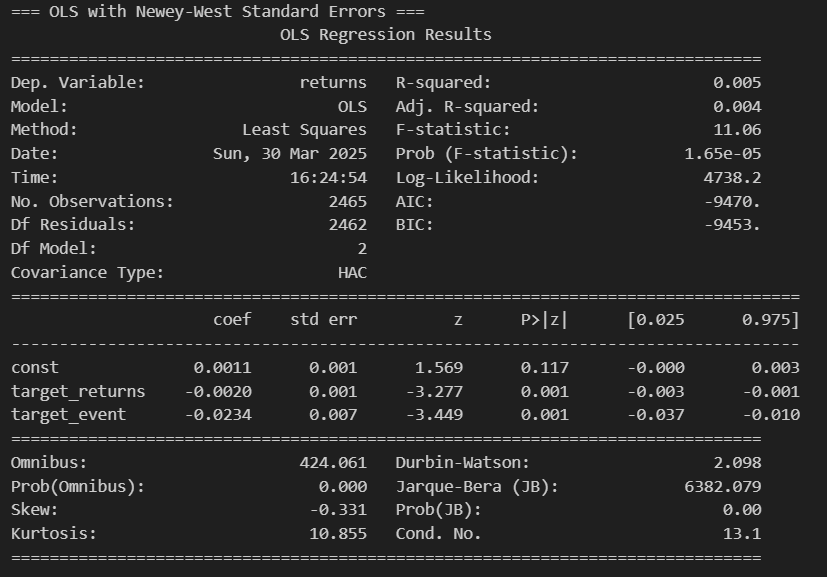 === OLS with Newey-West Standard Errors ===
                            OLS Regression Results
==============================================================================
Dep. Variable:                returns   R-squared:                       0.005
Model:                            OLS   Adj. R-squared:                  0.004
Method:                 Least Squares   F-statistic:                     11.06
Date:                Sun, 30 Mar 2025   Prob (F-statistic):           1.65e-05
Time:                        16:24:54   Log-Likelihood:                 4738.2
No. Observations:                2465   AIC:                            -9470.
Df Residuals:                    2462   BIC:                            -9453.
Df Model:                           2
Covariance Type:                  HAC
==================================================================================
                     coef    std err          z      P>|z|      [0.025      0.975]
----------------------------------------------------------------------------------
const              0.0011      0.001      1.569      0.117      -0.000       0.003
target_returns    -0.0020      0.001     -3.277      0.001      -0.003      -0.001
target_event      -0.0234      0.007     -3.449      0.001      -0.037      -0.010
==============================================================================
Omnibus:                      424.061   Durbin-Watson:                   2.098
Prob(Omnibus):                  0.000   Jarque-Bera (JB):             6382.079
Skew:                          -0.331   Prob(JB):                         0.00
Kurtosis:                      10.855   Cond. No.                         13.1
==============================================================================